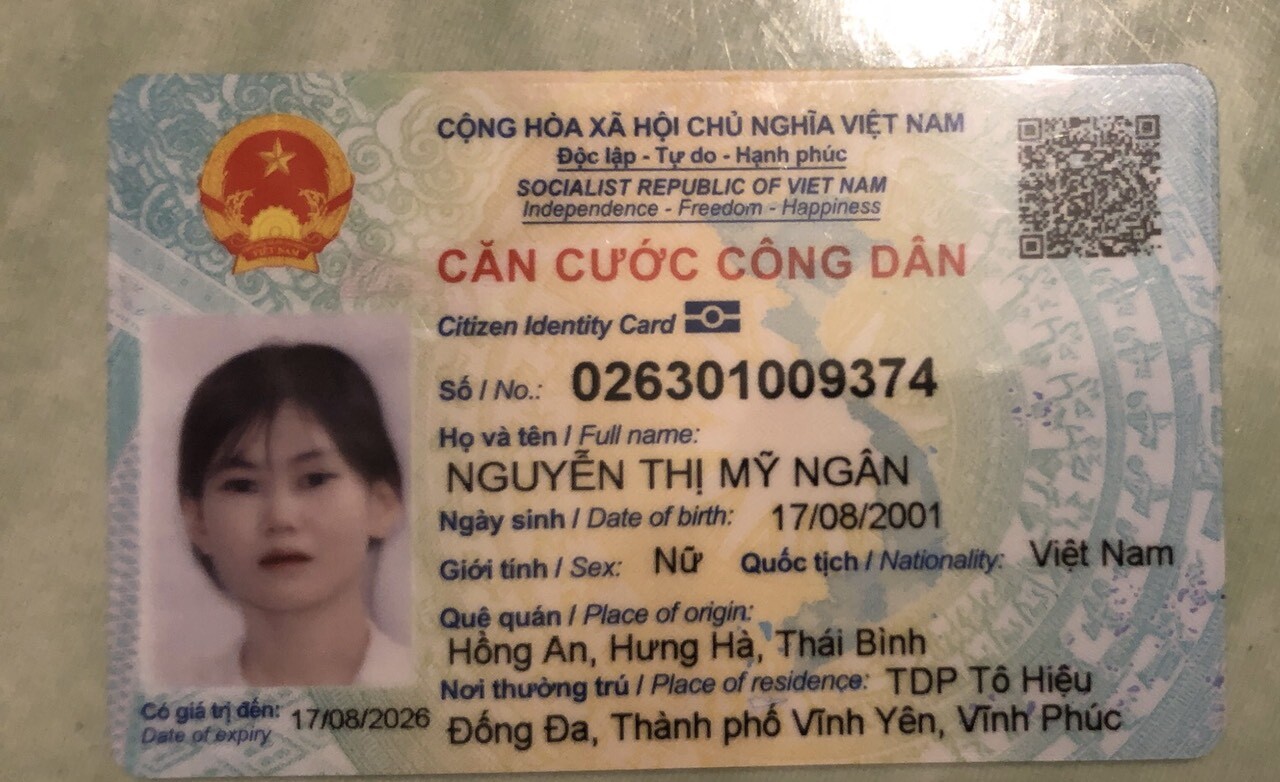 CỘNG HÒA XÃ HỘI CHỦ NGHĨA VIỆT NAM
Độc lập - Tự do - Hạnh phúc
SOCIALIST REPUBLIC OF VIET NAM
Independence - Freedom - Happiness
CĂN CƯỚC CÔNG DÂN
Citizen Identity Card
Số / No.: 026301009374
Họ và tên / Full name:
NGUYỄN THỊ MỸ NGÂN
Ngày sinh / Date of birth: 17/08/2001
Giới tính / Sex: Nữ Quốc tịch / Nationality: Việt Nam
Quê quán / Place of origin:
Hồng An, Hưng Hà, Thái Bình
Nơi thường trú / Place of residence: TDP Tô Hiệu
Đống Đa, Thành phố Vĩnh Yên, Vĩnh Phúc
Có giá trị đến: 17/08/2026
Date of expiry
VIỆT NAM